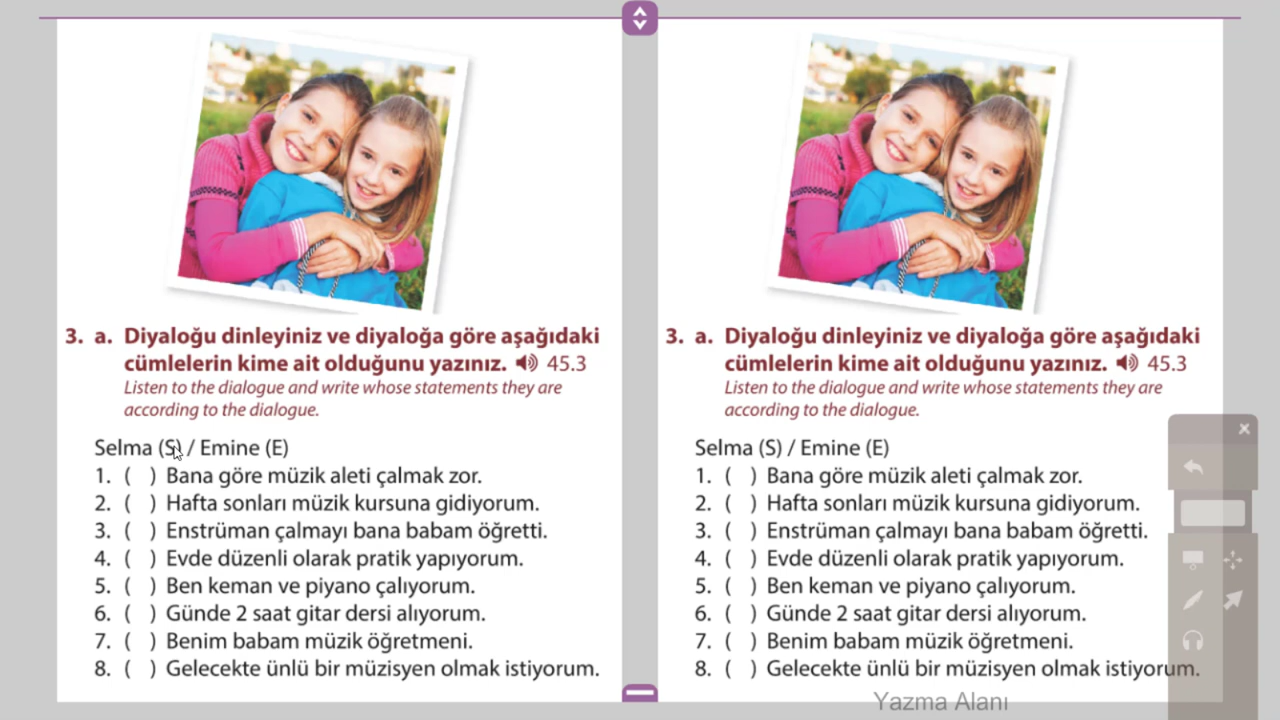 3. a. Diyaloğu dinleyiniz ve diyaloğa göre aşağıdaki
cümlelerin kime ait olduğunu yazınız. 45.3
Listen to the dialogue and write whose statements they are
according to the dialogue.
Selma (S) / Emine (E)
1. ( ) Bana göre müzik aleti çalmak zor.
2. ( ) Hafta sonları müzik kursuna gidiyorum.
3. ( ) Enstrüman çalmayı bana babam öğretti.
4. ( ) Evde düzenli olarak pratik yapıyorum.
5. ( ) Ben keman ve piyano çalıyorum.
6. ( ) Günde 2 saat gitar dersi alıyorum.
7. ( ) Benim babam müzik öğretmeni.
8. ( ) Gelecekte ünlü bir müzisyen olmak istiyorum.
3. a. Diyaloğu dinleyiniz ve diyaloğa göre aşağıdaki
cümlelerin kime ait olduğunu yazınız. 45.3
Listen to the dialogue and write whose statements they are
according to the dialogue.
Selma (S) / Emine (E)
1. ( ) Bana göre müzik aleti çalmak zor.
2. ( ) Hafta sonları müzik kursuna gidiyorum.
3. ( ) Enstrüman çalmayı bana babam öğretti.
4. ( ) Evde düzenli olarak pratik yapıyorum.
5. ( ) Ben keman ve piyano çalıyorum.
6. ( ) Günde 2 saat gitar dersi alıyorum.
7. ( ) Benim babam müzik öğretmeni.
8. ( ) Gelecekte ünlü bir müzisyen olmak istiyorum.
Yazma Alanı